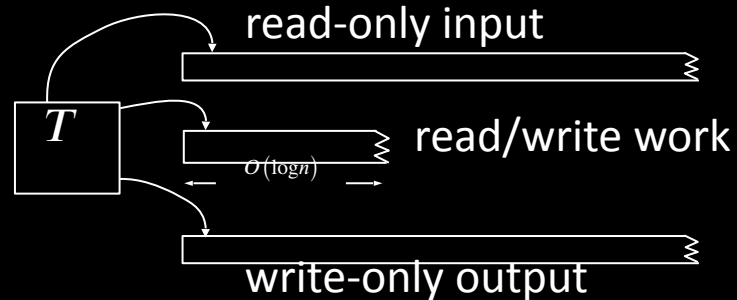 read-only input
T
read/write work
O(logn)
write-only output